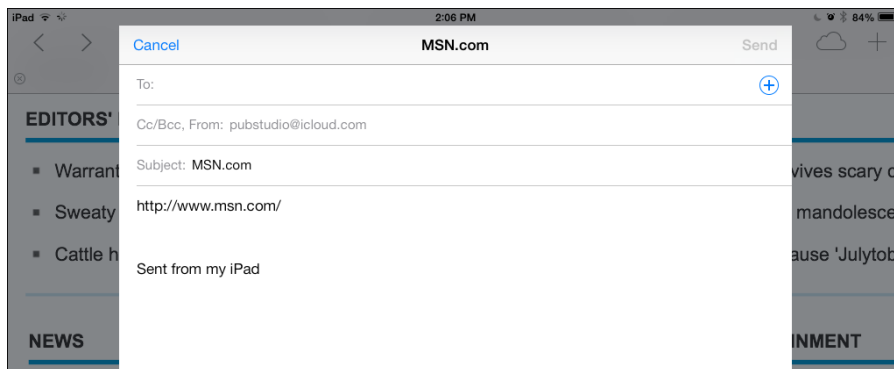 iPad 2:06 PM 84%
Cancel MSN.com Send
To:
Cc/Bcc, From: pubstudio@icloud.com
EDITORS'
Subject: MSN.com
Warrant vives scary
http://www.msn.com/
Sweaty mandolesce
Cattle h ause 'Julytob
Sent from my iPad
NEWS INMENT